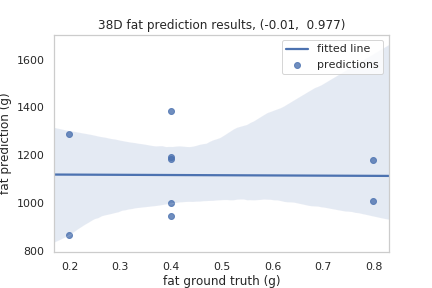 38D fat prediction results, (-0.01,  0.977)
fitted line
predictions
1600
1400
1200
1000
800
fat prediction (g)
0.2 0.3 0.4 0.5 0.6 0.7 0.8
fat ground truth (g)